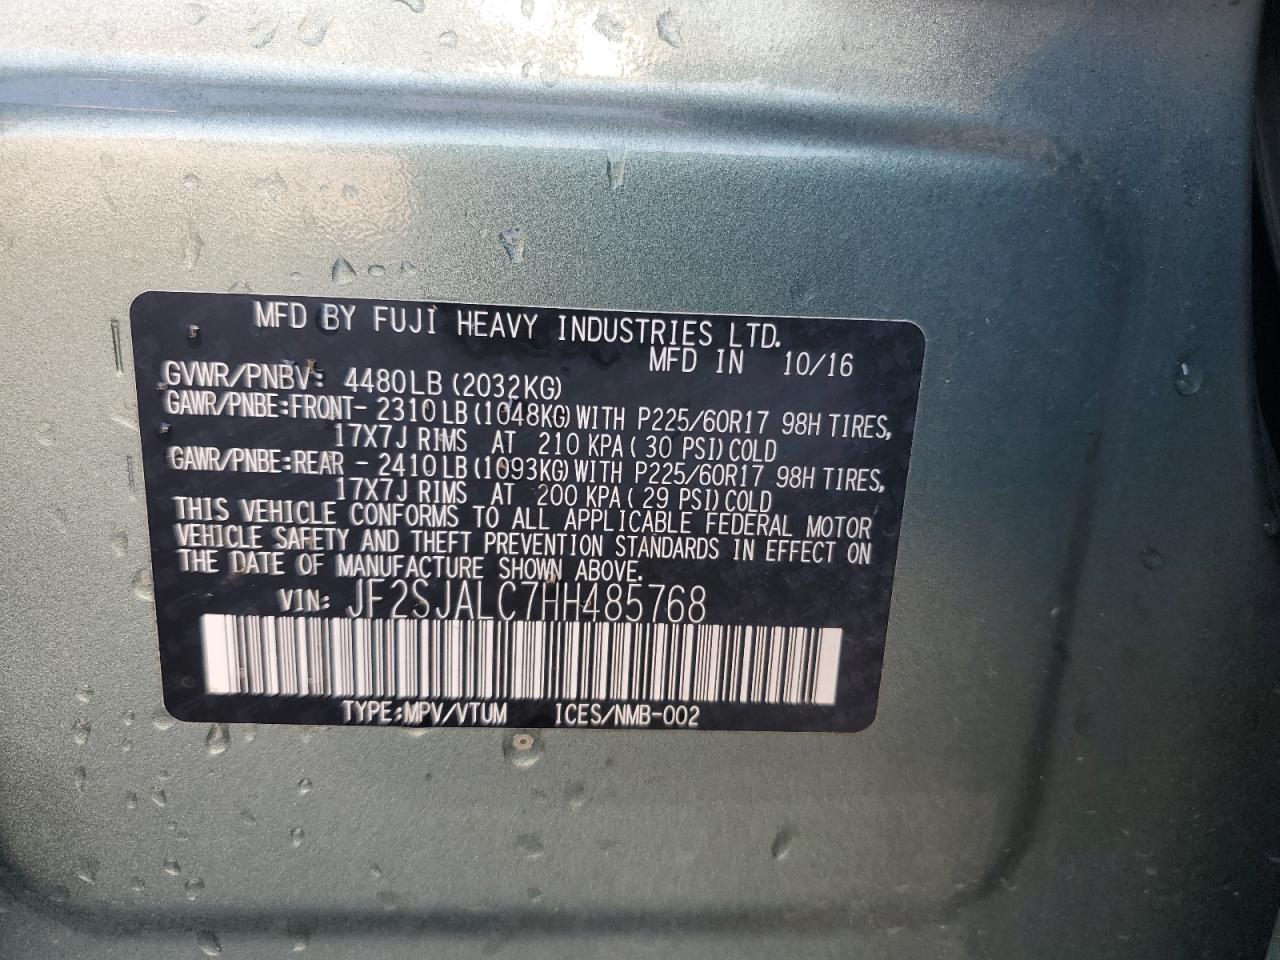 MFD BY FUJI HEAVY INDUSTRIES LTD.
MFD IN 10/16
GVWR/PNBV: 4480LB (2032KG)
GAWR/PNBE:FRONT- 2310LB(1048KG)WITH P225/60R17 98H TIRES,
17X7J RIMS AT 210 KPA(30 PSI)COLD
GAWR/PNBE:REAR - 2410LB(1093KG)WITH P225/60R17 98H TIRES,
17X7J RIMS AT 200 KPA(29 PSI)COLD
THIS VEHICLE CONFORMS TO ALL APPLICABLE FEDERAL MOTOR
VEHICLE SAFETY AND THEFT PREVENTION STANDARDS IN EFFECT ON
THE DATE OF MANUFACTURE SHOWN ABOVE.
VIN: JF2SJALC7HH485768
TYPE:MPV/VTUM ICES/NMB-002